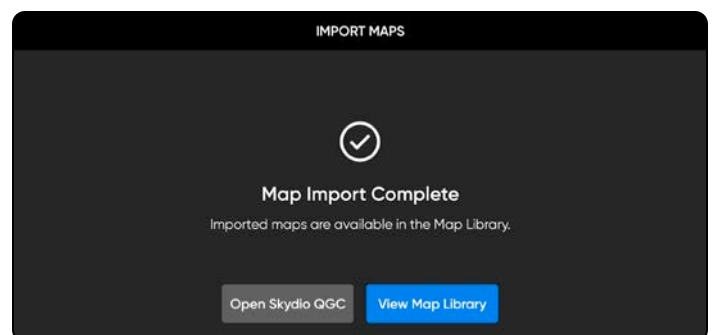 IMPORT MAPS
Map Import Complete
Imported maps are available in the Map Library.
Open Skydio QGC
View Map Library